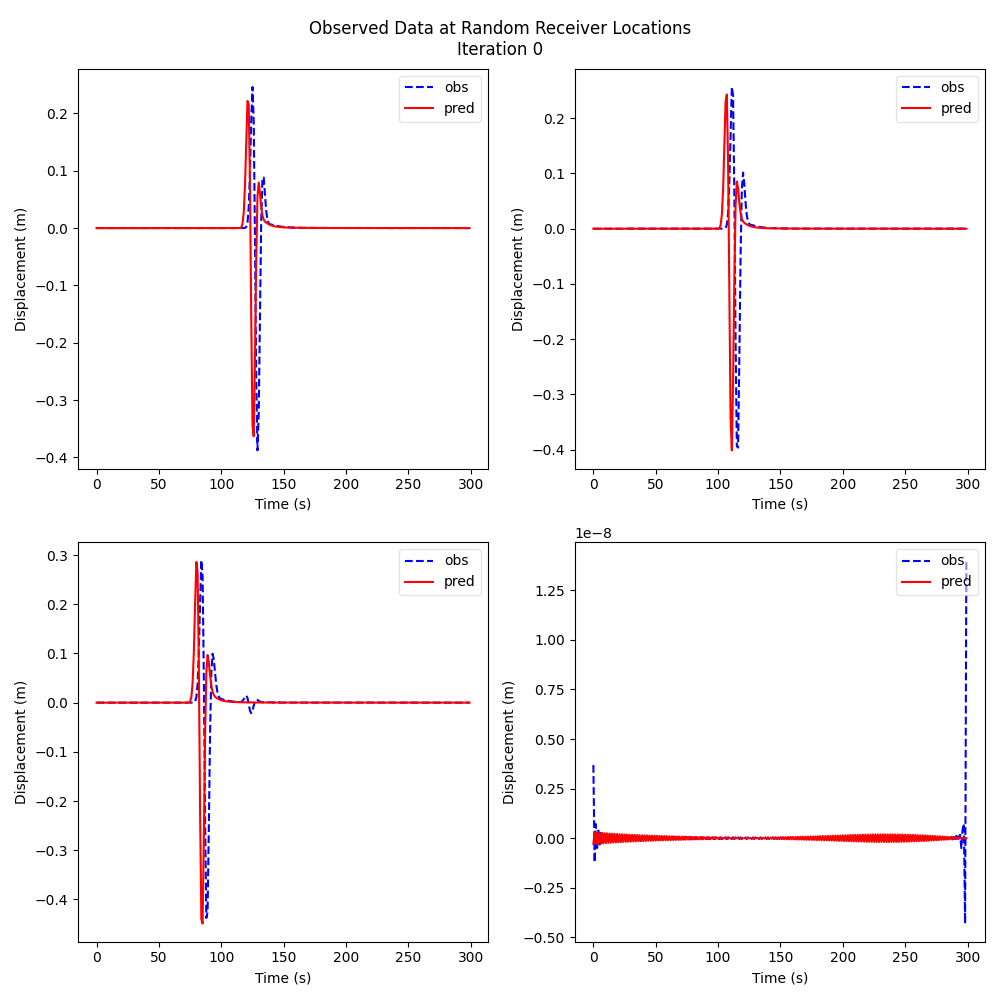 Observed Data at Random Receiver Locations
Iteration 0
obs
pred
0.2
0.1
0.0
−0.1
−0.2
−0.3
−0.4
Displacement (m)
0 50 100 150 200 250 300
Time (s)
obs
pred
0.2
0.1
0.0
−0.1
−0.2
−0.3
−0.4
Displacement (m)
0 50 100 150 200 250 300
Time (s)
obs
pred
0.3
0.2
0.1
0.0
−0.1
−0.2
−0.3
−0.4
Displacement (m)
0 50 100 150 200 250 300
Time (s)
1e−8
obs
pred
1.25
1.00
0.75
0.50
0.25
0.00
−0.25
−0.50
Displacement (m)
0 50 100 150 200 250 300
Time (s)